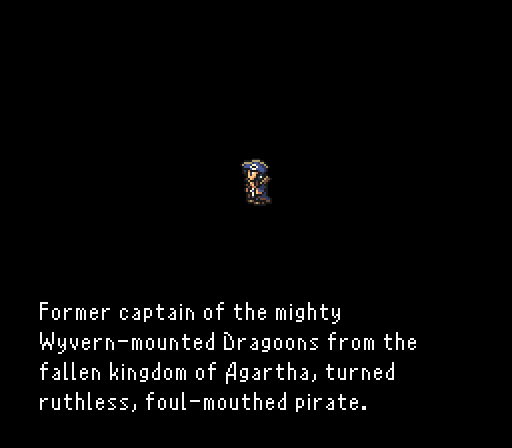 Former captain of the mighty
Wyvern-mounted Dragoons from the
fallen kingdom of Agartha, turned
ruthless, foul-mouthed pirate.